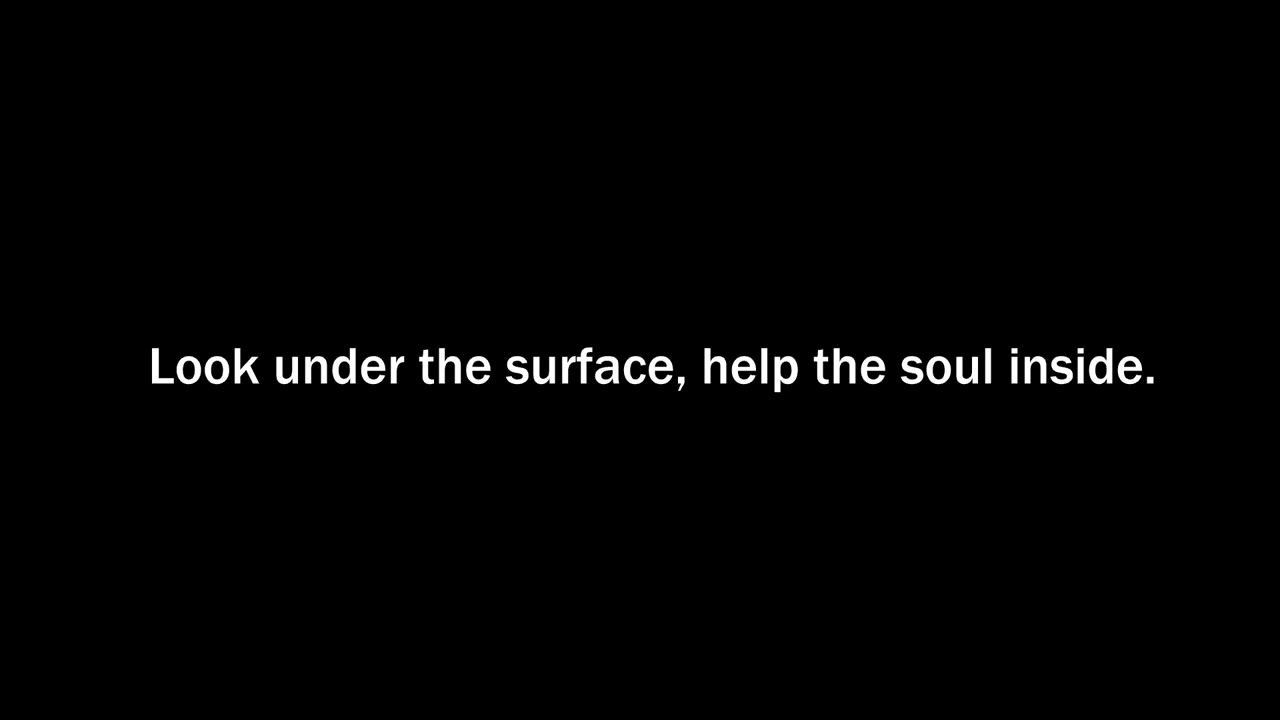 Look under the surface, help the soul inside.